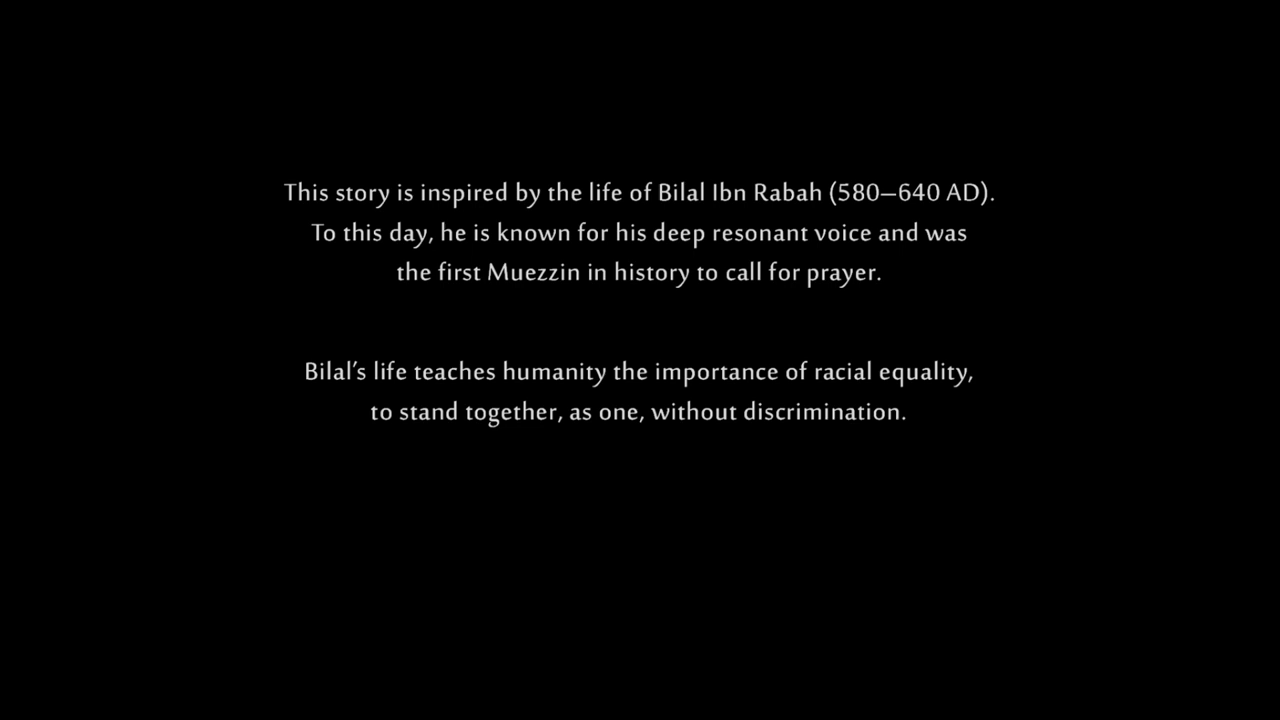 This story is inspired by the life of Bilal Ibn Rabah (580–640 AD).
To this day, he is known for his deep resonant voice and was
the first Muezzin in history to call for prayer.
Bilal’s life teaches humanity the importance of racial equality,
to stand together, as one, without discrimination.